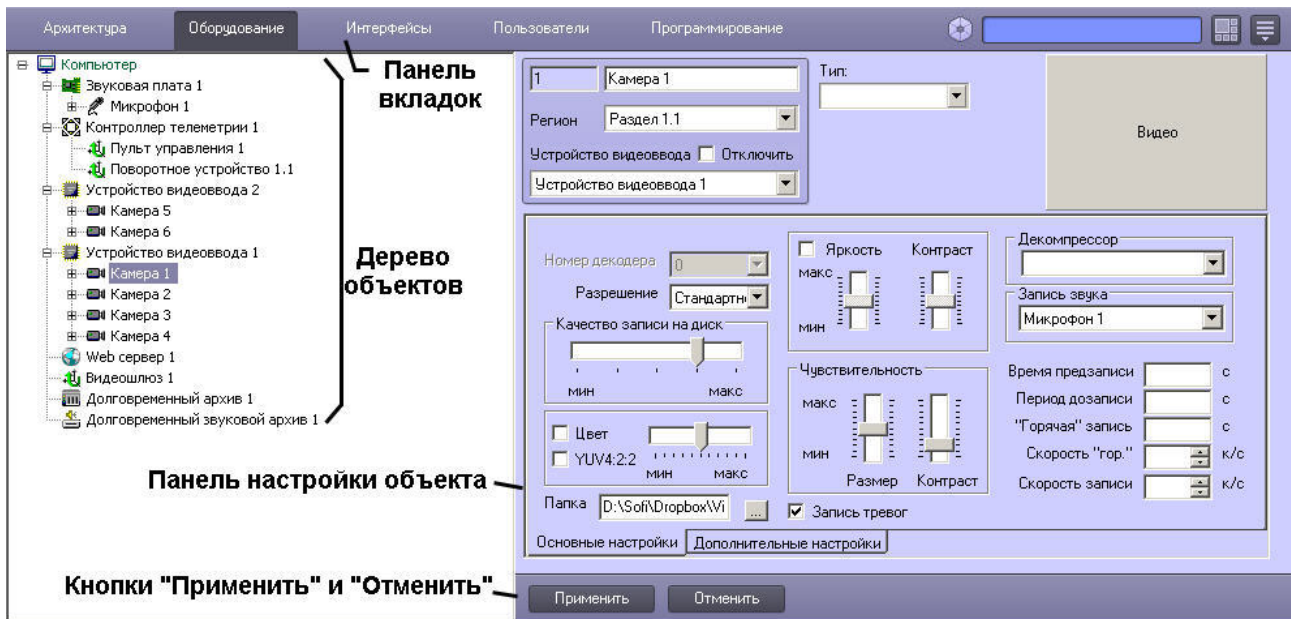 Архитектура Оборудование Интерфейсы Пользователи Программирование
Компьютер
Звуковая плата 1
Микрофон 1
Контроллер телеметрии 1
Пульт управления 1
Поворотное устройство 1.1
Устройство видеоввода 2
Камера 5
Камера 6
Устройство видеоввода 1
Камера 1
Камера 2
Камера 3
Камера 4
Web сервер 1
Видеошлюз 1
Долговременный архив 1
Долговременный звуковой архив 1
Панель
вкладок
Дерево
объектов
Панель настройки объекта
Кнопки "Применить" и "Отменить"
1 Камера 1
Тип:
Регион Раздел 1.1
Устройство видеоввода Отключить
Устройство видеоввода 1
Видео
Номер декодера 0
Разрешение Стандартн
Качество записи на диск
мин макс
Цвет
YUV4:2:2
мин макс
Папка D:\Sofi\Dropbox\Vi ...
Яркость Контраст
макс
мин
Чувствительность
макс
мин
Размер Контраст
Запись тревог
Декомпрессор
Запись звука
Микрофон 1
Время предзаписи с
Период дозаписи с
"Горячая" запись с
Скорость "гор." к/с
Скорость записи к/с
Основные настройки Дополнительные настройки
Применить Отменить